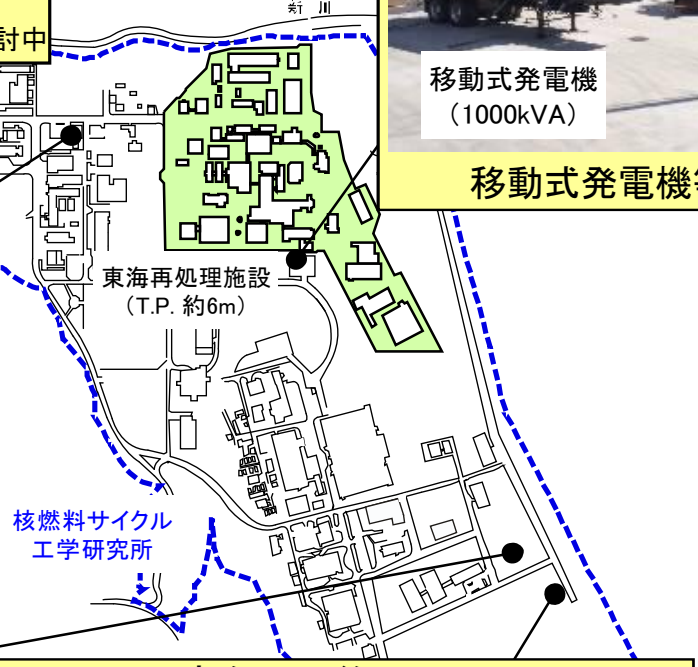 新川
討中
移動式発電機
（1000kVA）
移動式発電機等
東海再処理施設
（T.P. 約6m）
核燃料サイクル
工学研究所